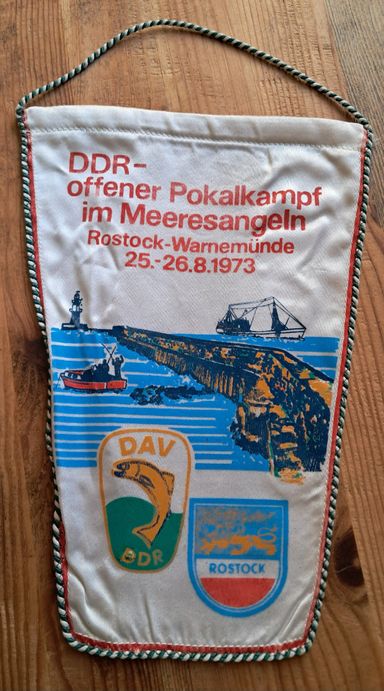 DDR-
offener Pokalkampf
im Meeresangeln
Rostock-Warnemünde
25.-26.8.1973
DAV
DDR
ROSTOCK